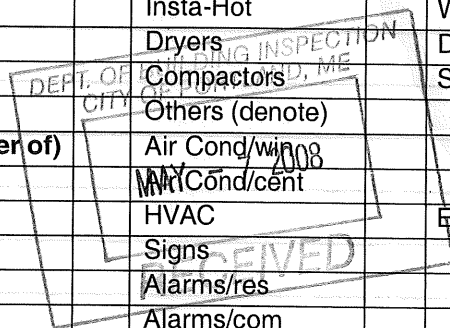 Insta-Hot
Dryers
DEPT. OF BUILDING INSPECTION
Compactors
CITY OF PORTLAND, ME
Others (denote)
er of)
Air Cond/win
MAY 2008
Air Cond/cent
HVAC
Signs
RECEIVED
Alarms/res
Alarms/com